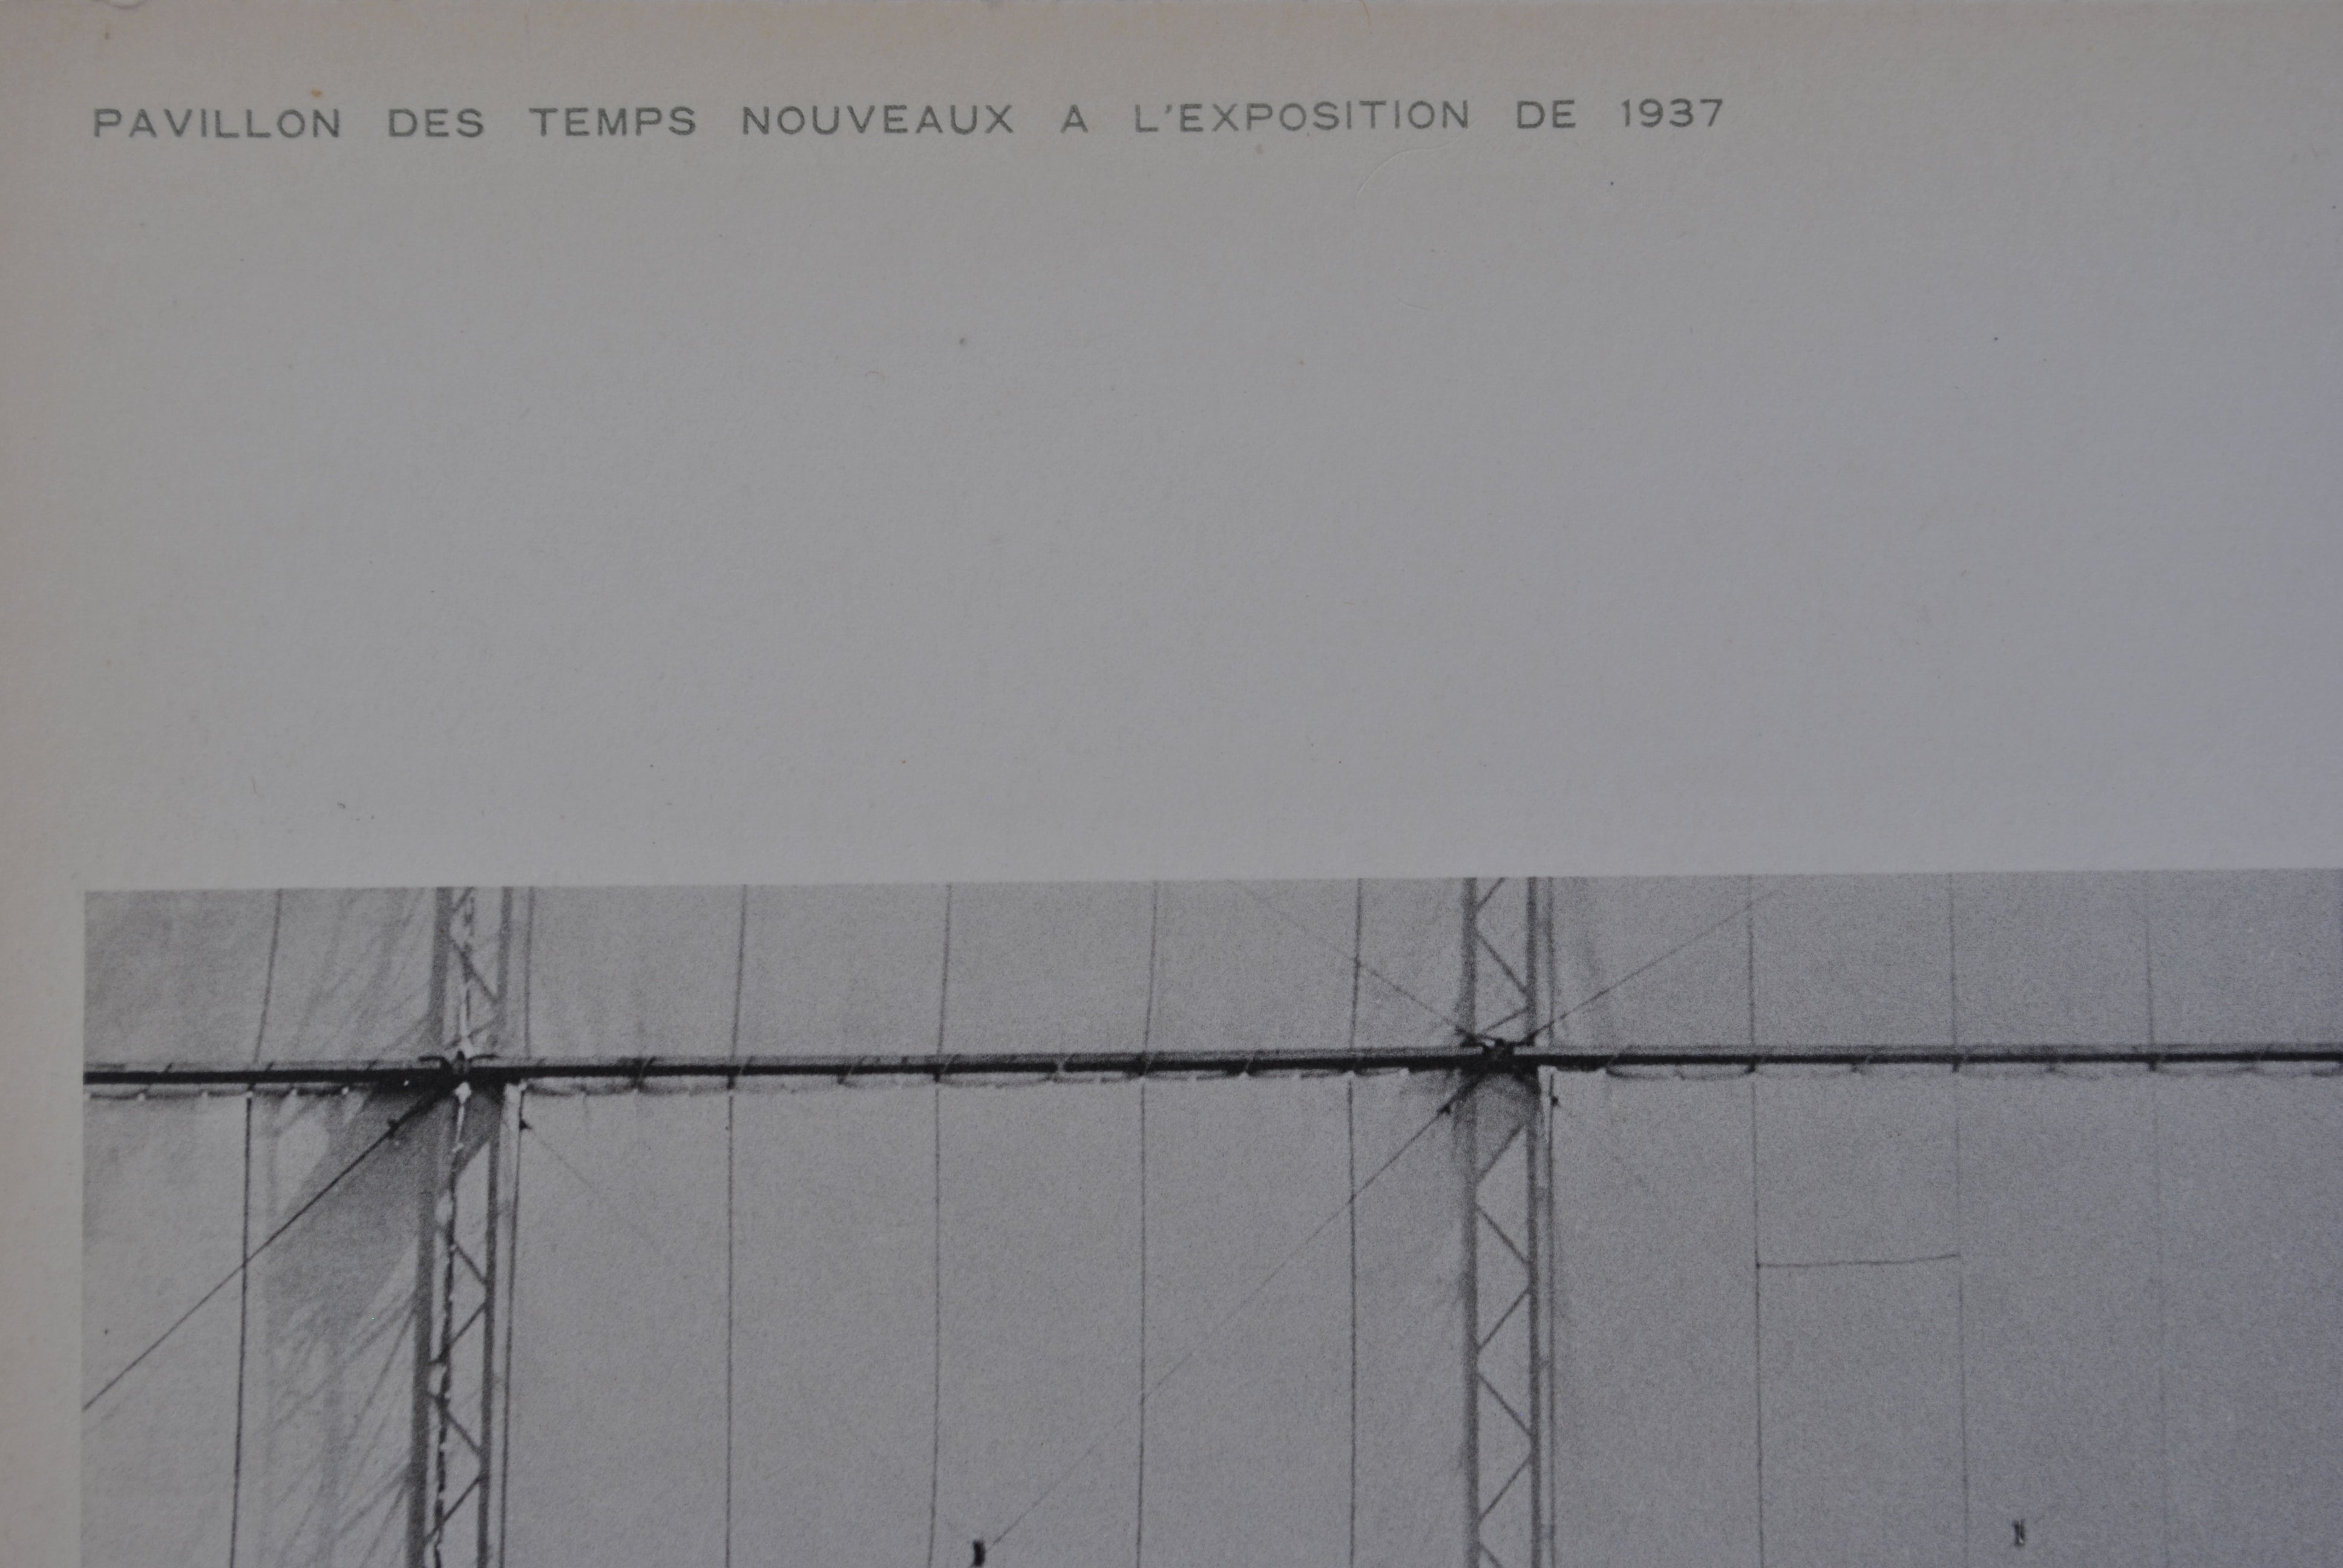 PAVILLON DES TEMPS NOUVEAUX A L'EXPOSITION DE 1937